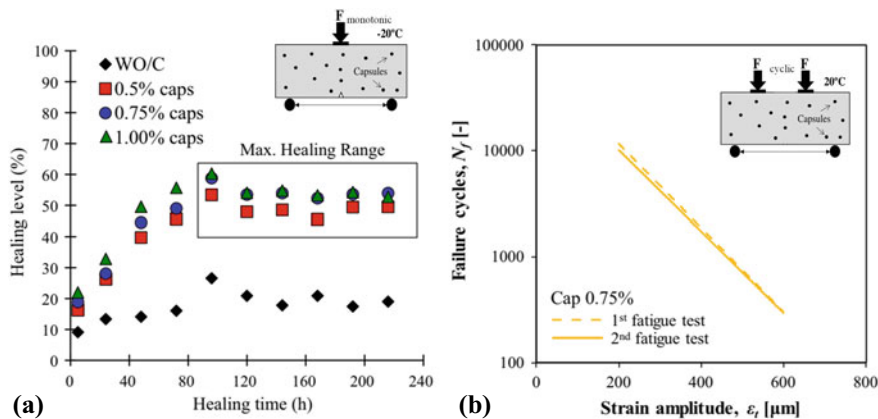 F monotonic
-20ºC
Capsules
100
90
80
70
60
50
40
30
20
10
0
Healing level (%)
WO/C
0.5% caps
0.75% caps
1.00% caps
Max. Healing Range
0 40 80 120 160 200 240
Healing time (h)
(a)
100000
10000
1000
100
Failure cycles, Nf [-]
F cyclic F
20ºC
Capsules
Cap 0.75%
1st fatigue test
2nd fatigue test
0 200 400 600 800
Strain amplitude, εt [µm]
(b)